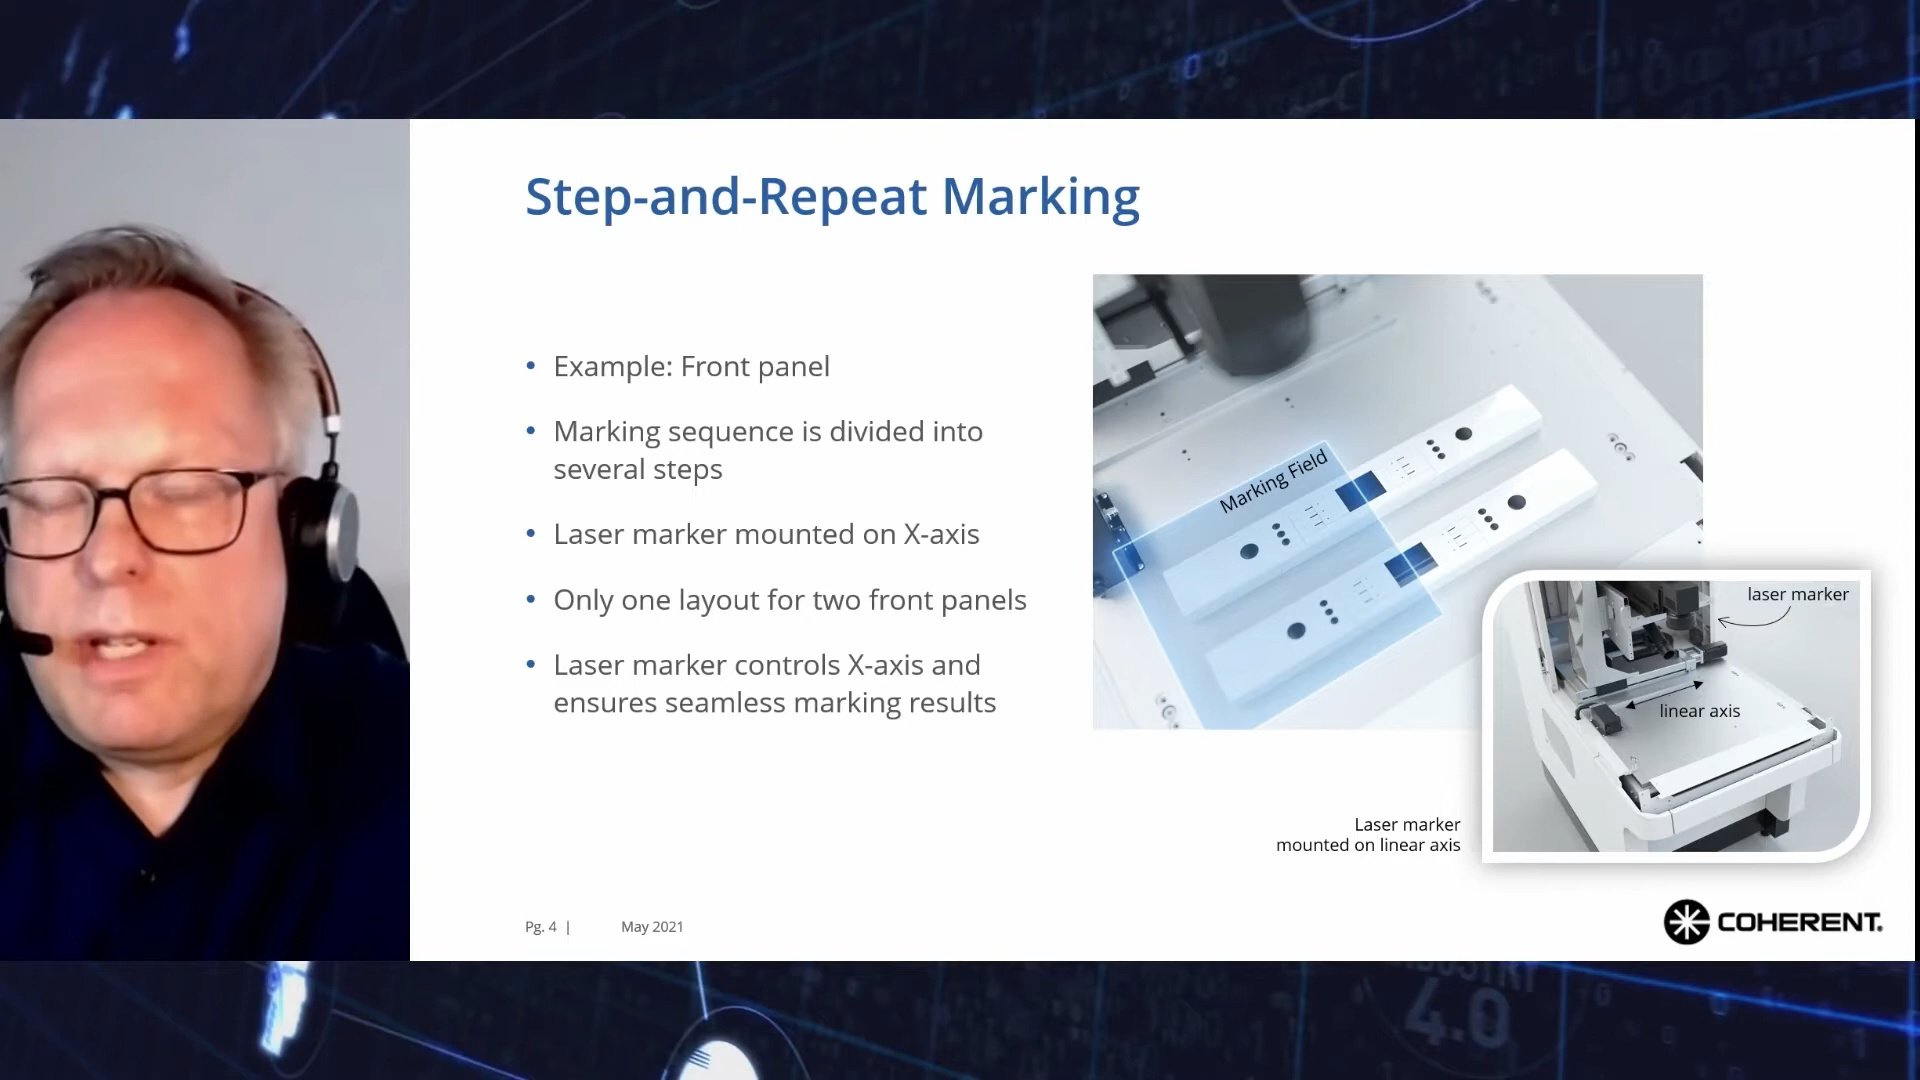 Step-and-Repeat Marking
• Example: Front panel
• Marking sequence is divided into
several steps
• Laser marker mounted on X-axis
• Only one layout for two front panels
• Laser marker controls X-axis and
ensures seamless marking results
Marking Field
laser marker
linear axis
Laser marker
mounted on linear axis
Pg. 4 |
May 2021
COHERENT.
4.0